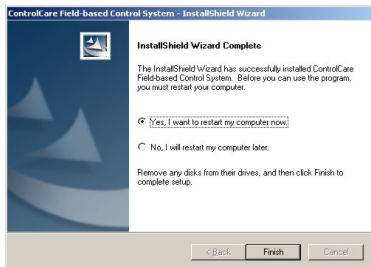 ControlCare Field-based Control System - InstallShield Wizard
InstallShield Wizard Complete
The InstallShield Wizard has successfully installed ControlCare
Field-based Control System. Before you can use the program,
you must restart your computer.
Yes, I want to restart my computer now.
No, I will restart my computer later.
Remove any disks from their drives, and then click Finish to
complete setup.
< Back
Finish
Cancel